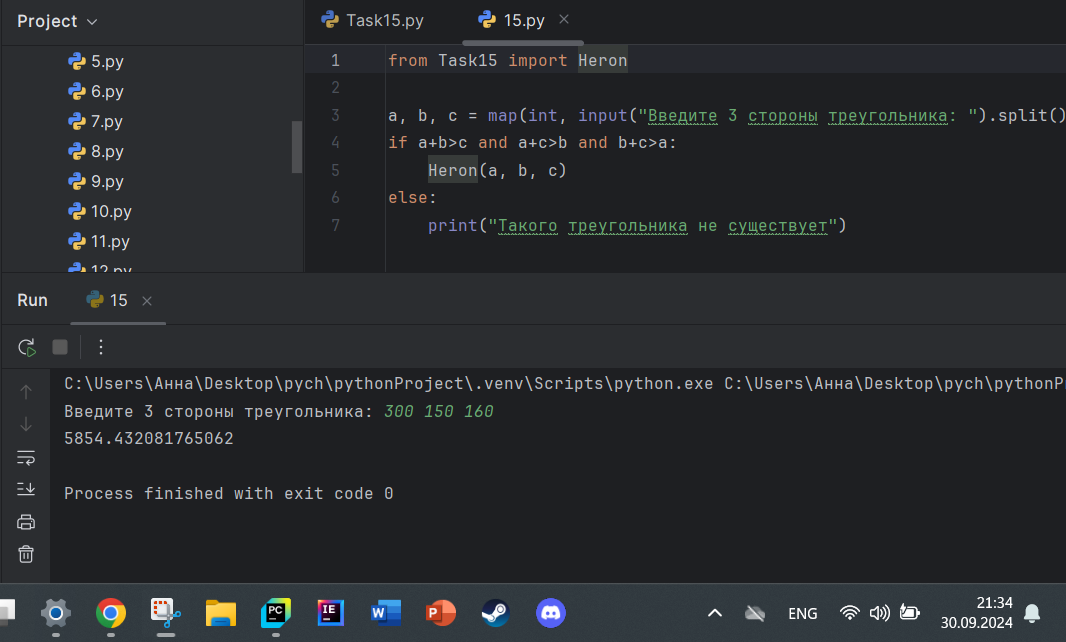 Project
Task15.py
15.py
5.py
6.py
7.py
8.py
9.py
10.py
11.py
12.py
1 from Task15 import Heron
2
3 a, b, c = map(int, input("Введите 3 стороны треугольника: ").split()
4 if a+b>c and a+c>b and b+c>a:
5 Heron(a, b, c)
6 else:
7 print("Такого треугольника не существует")
Run
15
C:\Users\Анна\Desktop\pych\pythonProject\.venv\Scripts\python.exe C:\Users\Анна\Desktop\pych\pythonPr
Введите 3 стороны треугольника: 300 150 160
5854.432081765062
Process finished with exit code 0
PC
IE
W
P
ENG
21:34
30.09.2024